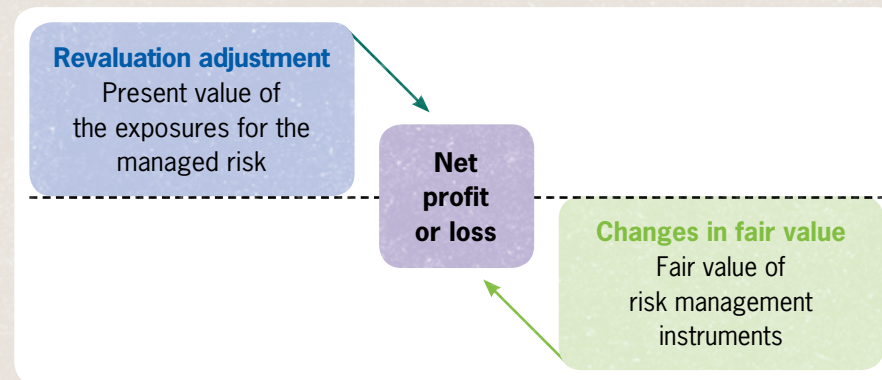 Revaluation adjustment
Present value of
the exposures for the
managed risk
Net
profit
or loss
Changes in fair value
Fair value of
risk management
instruments